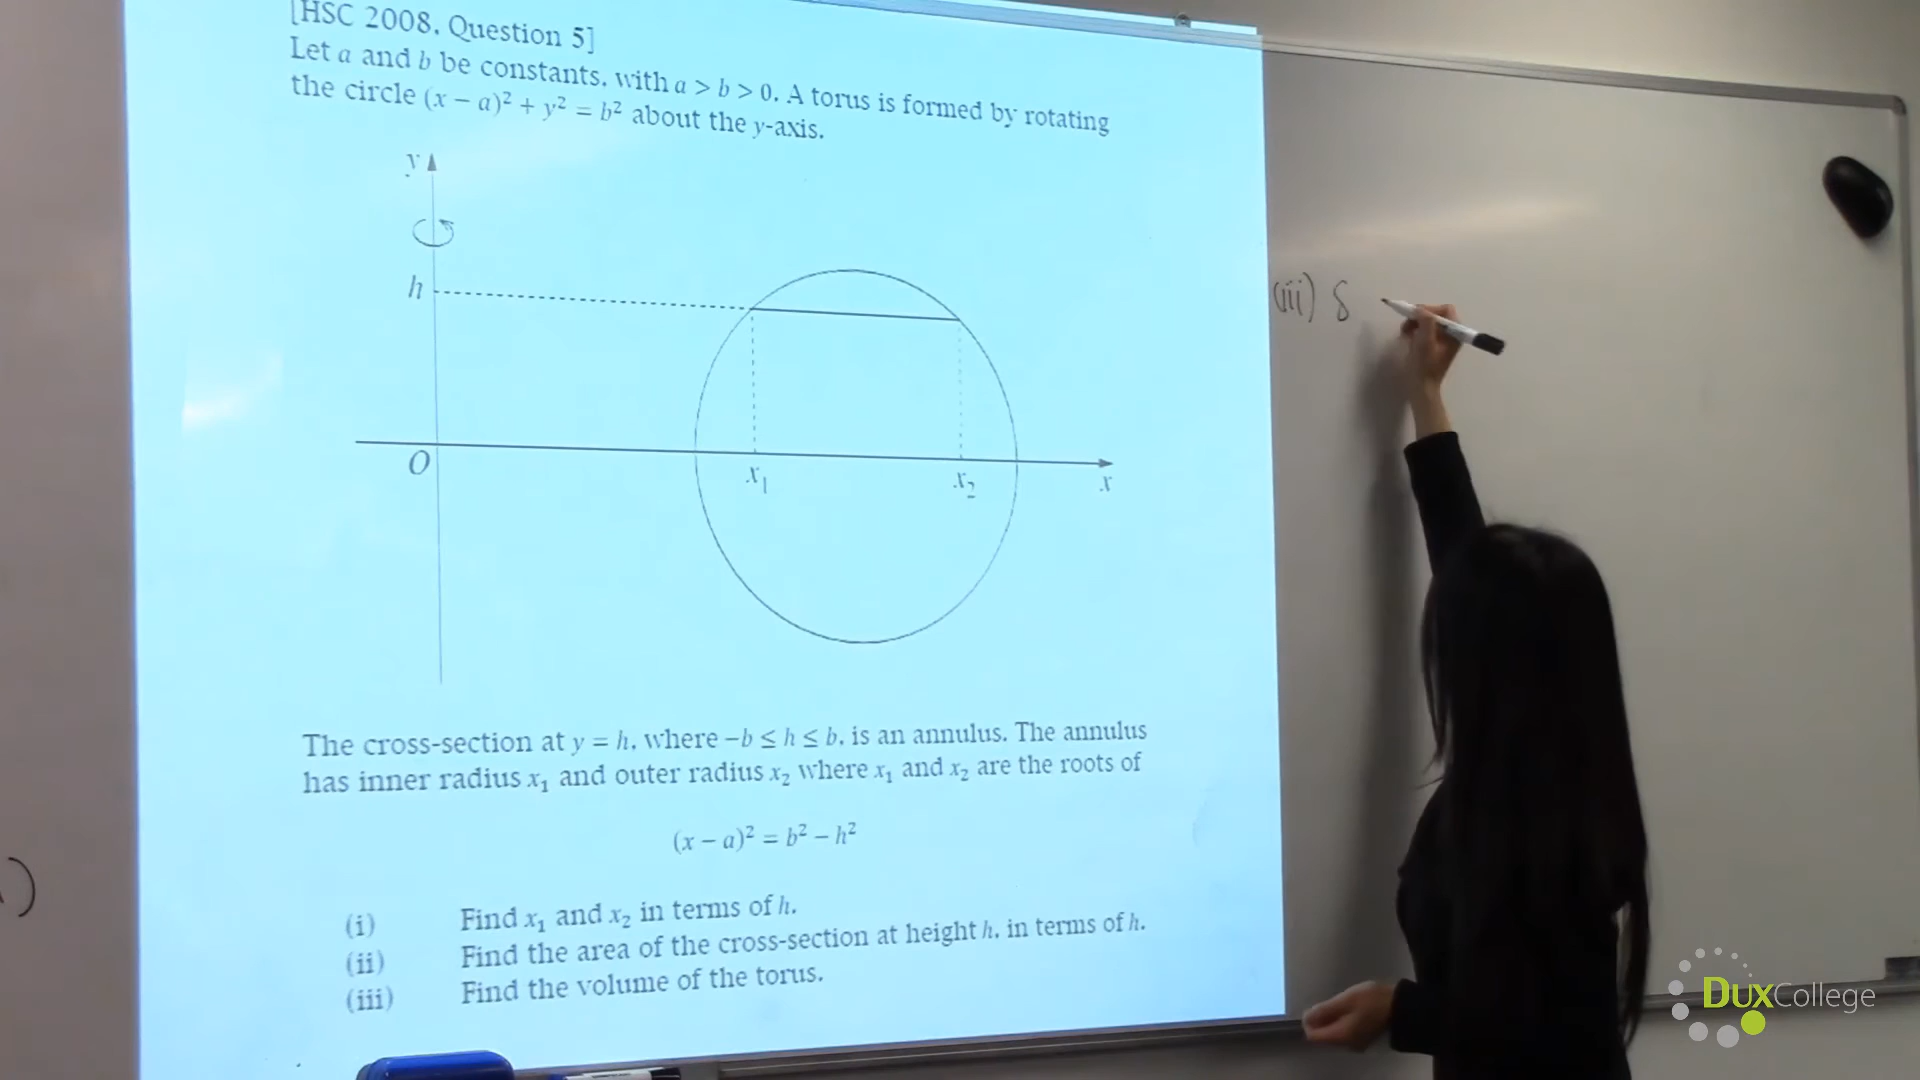 [HSC 2008, Question 5]
Let a and b be constants, with a > b > 0. A torus is formed by rotating
the circle (x – a)² + y² = b² about the y-axis.
y
h
O
x₁
x₂
x
(iii) δ
The cross-section at y = h, where –b ≤ h ≤ b, is an annulus. The annulus
has inner radius x₁ and outer radius x₂ where x₁ and x₂ are the roots of
(x – a)² = b² – h²
(i) Find x₁ and x₂ in terms of h.
(ii) Find the area of the cross-section at height h, in terms of h.
(iii) Find the volume of the torus.
DuxCollege